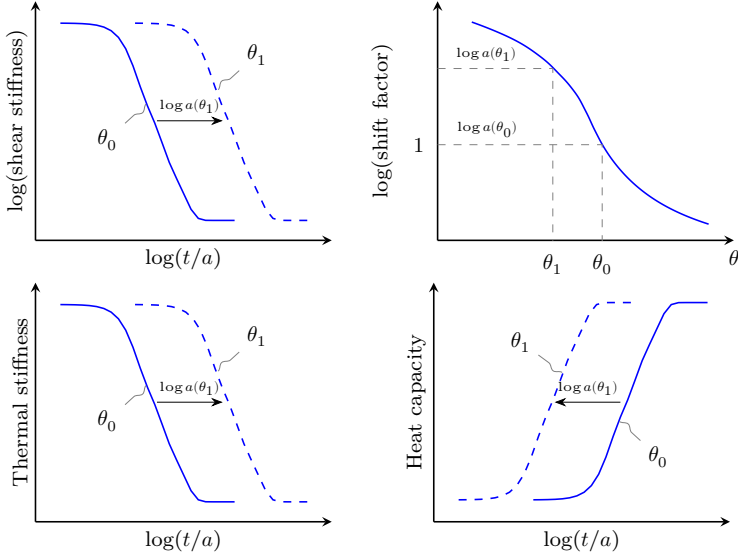 log(shear stiffness)
θ₁
log a(θ₁)
θ₀
log(t/a)
log(shift factor)
log a(θ₁)
log a(θ₀)
1
θ₁
θ₀
θ
Thermal stiffness
θ₁
log a(θ₁)
θ₀
log(t/a)
Heat capacity
θ₁
log a(θ₁)
θ₀
log(t/a)